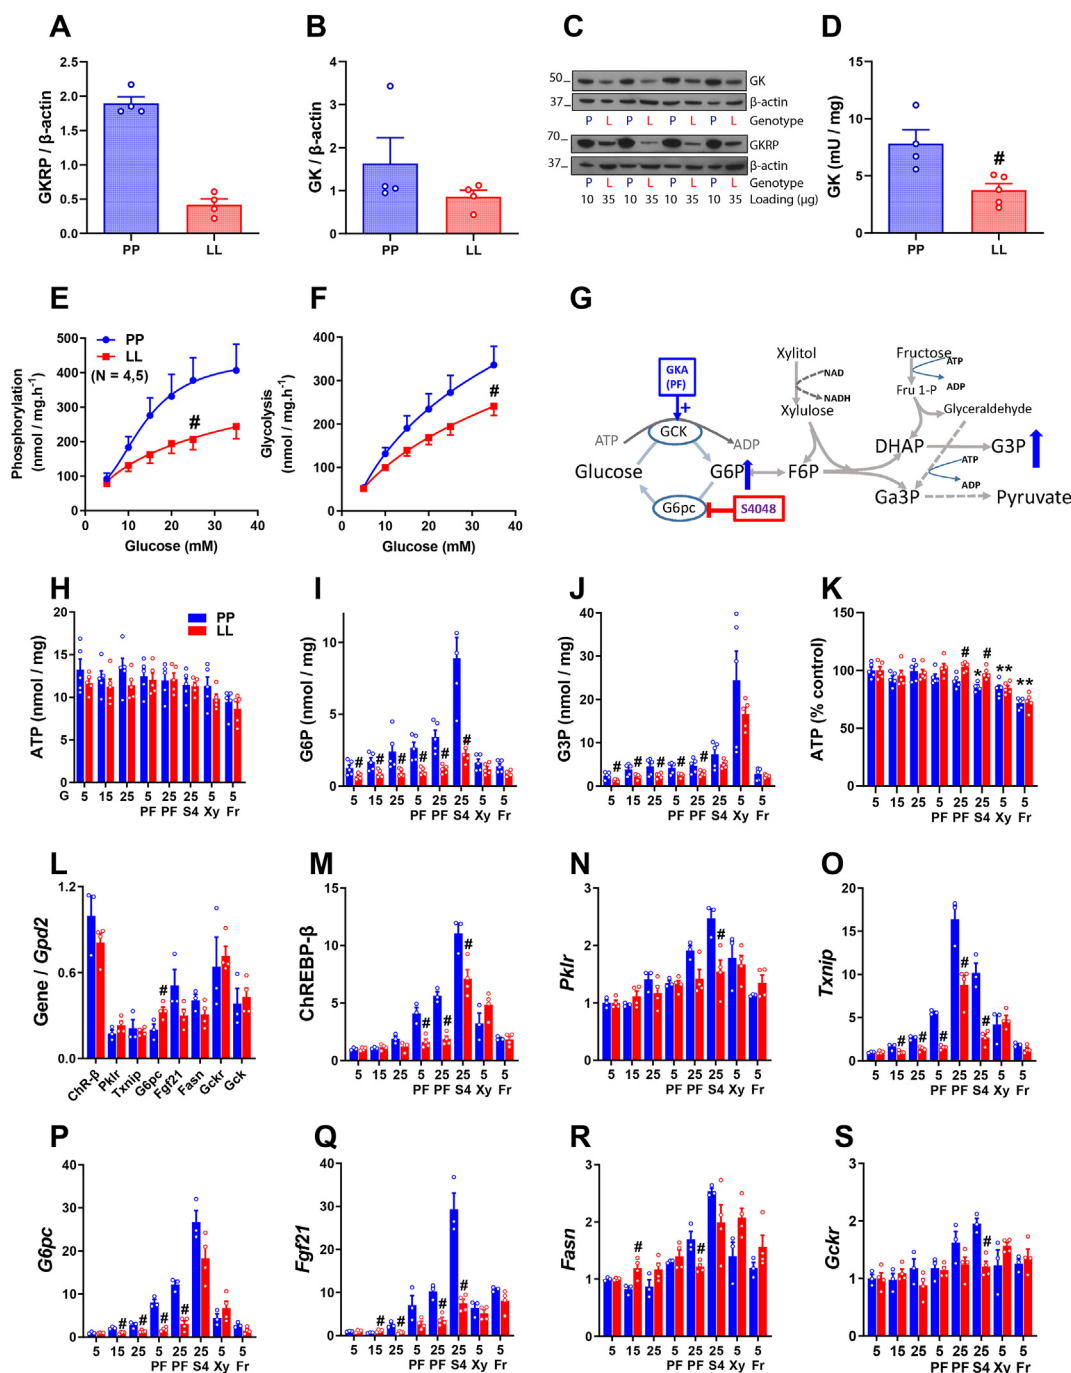 A
B
C
D
GKRP / β-actin
2.5
2.0
1.5
1.0
0.5
0.0
PP
LL
GK / β-actin
4
3
2
1
0
PP
LL
50
GK
37
β-actin
P L P L P L P L
Genotype
70
GKRP
37
β-actin
P L P L P L P L
Genotype
10 35 10 35 10 35 10 35
Loading (µg)
GK (mU / mg)
15
10
5
0
#
PP
LL
E
F
G
Phosphorylation
(nmol / mg.h⁻¹)
500
400
300
200
100
0
PP
LL
(N = 4,5)
#
0 10 20 30 40
Glucose (mM)
Glycolysis
(nmol / mg.h⁻¹)
400
300
200
100
0
#
0 10 20 30 40
Glucose (mM)
GKA
(PF)
+
ATP
GCK
ADP
Glucose
G6P
F6P
G6pc
S4048
Xylitol
NAD
NADH
Xylulose
Fructose
ATP
ADP
Fru 1-P
Glyceraldehyde
DHAP
G3P
ATP
ADP
Ga3P
Pyruvate
H
I
J
K
ATP (nmol / mg)
20
15
10
5
0
PP
LL
G 5 15 25 5 25 25 5 5
PF PF S4 Xy Fr
G6P (nmol / mg)
10
5
0
# # # # # #
5 15 25 5 25 25 5 5
PF PF S4 Xy Fr
G3P (nmol / mg)
40
30
20
10
0
# # # # #
5 15 25 5 25 25 5 5
PF PF S4 Xy Fr
ATP (% control)
150
100
50
0
# * # ** **
5 15 25 5 25 25 5 5
PF PF S4 Xy Fr
L
M
N
O
Gene / Gpd2
1.2
0.6
0.0
#
ChR-β
Pklr
Txnip
G6pc
Fgf21
Fasn
Gckr
Gck
ChREBP-β
15
10
5
0
# # #
5 15 25 5 25 25 5 5
PF PF S4 Xy Fr
Pklr
3
2
1
0
#
5 15 25 5 25 25 5 5
PF PF S4 Xy Fr
Txnip
20
15
10
5
0
# # # # #
5 15 25 5 25 25 5 5
PF PF S4 Xy Fr
P
Q
R
S
G6pc
40
30
20
10
0
# # # #
5 15 25 5 25 25 5 5
PF PF S4 Xy Fr
Fgf21
40
30
20
10
0
# # # #
5 15 25 5 25 25 5 5
PF PF S4 Xy Fr
Fasn
3
2
1
0
# #
5 15 25 5 25 25 5 5
PF PF S4 Xy Fr
Gckr
3
2
1
0
#
5 15 25 5 25 25 5 5
PF PF S4 Xy Fr